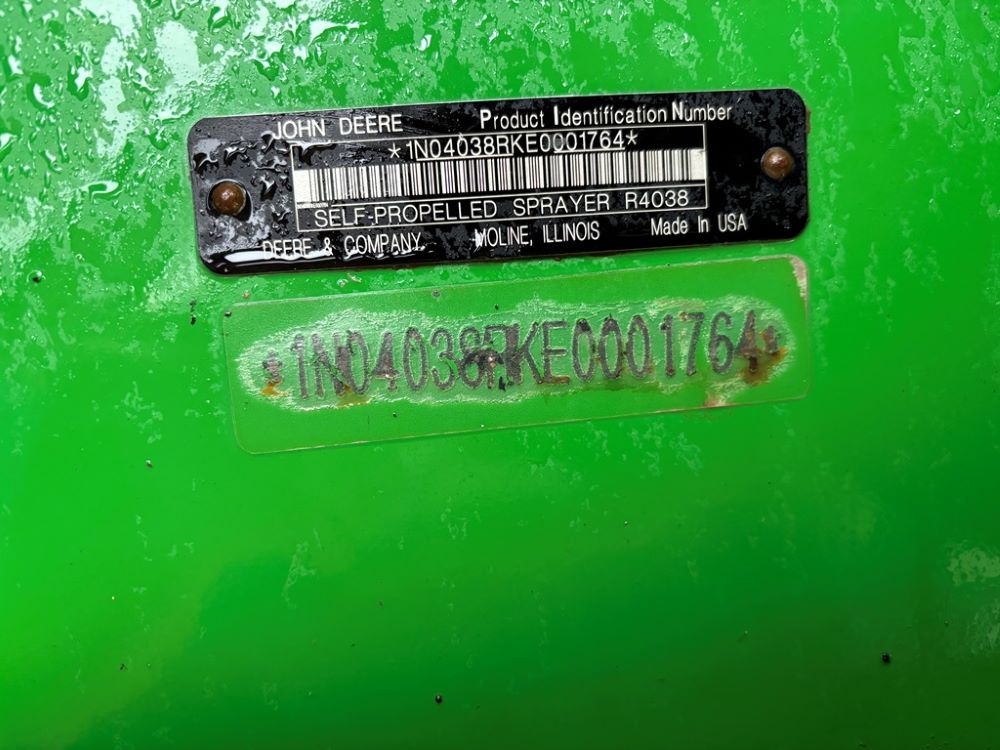 JOHN DEERE Product Identification Number
*1N04038RKE0001764*
SELF-PROPELLED SPRAYER R4038
DEERE & COMPANY MOLINE, ILLINOIS Made In USA
*1N04038RKE0001764*